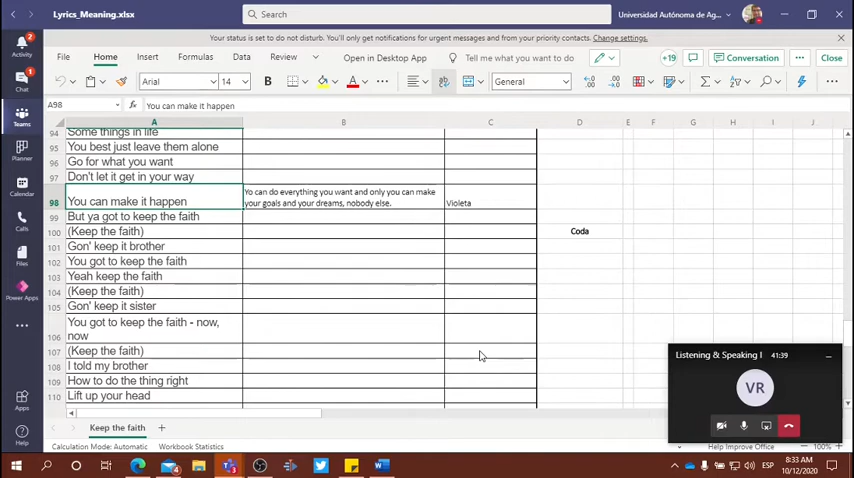 Lyrics_Meaning.xlsx
Search
Universidad Autónoma de Ag...
Your status is set to do not disturb. You'll only get notifications for urgent messages and from your priority contacts. Change settings.
File Home Insert Formulas Data Review Open in Desktop App Tell me what you want to do +19 Conversation Close
Arial 14 B A General
A98 fx You can make it happen
A B C D E F G H I J
94 Some things in life
95 You best just leave them alone
96 Go for what you want
97 Don't let it get in your way
98 You can make it happen Yo can do everything you want and only you can make
your goals and your dreams, nobody else. Violeta
99 But ya got to keep the faith
100 (Keep the faith) Coda
101 Gon' keep it brother
102 You got to keep the faith
103 Yeah keep the faith
104 (Keep the faith)
105 Gon' keep it sister
106 You got to keep the faith - now,
now
107 (Keep the faith)
108 I told my brother
109 How to do the thing right
110 Lift up your head
Activity 2
Chat 1
Teams
Planner
Calendar
Calls
Files
Power Apps
Apps
Help
Listening & Speaking I 41:39
VR
Keep the faith
Calculation Mode: Automatic Workbook Statistics Help Improve Office 100%
4 3
ESP
8:33 AM
10/12/2020